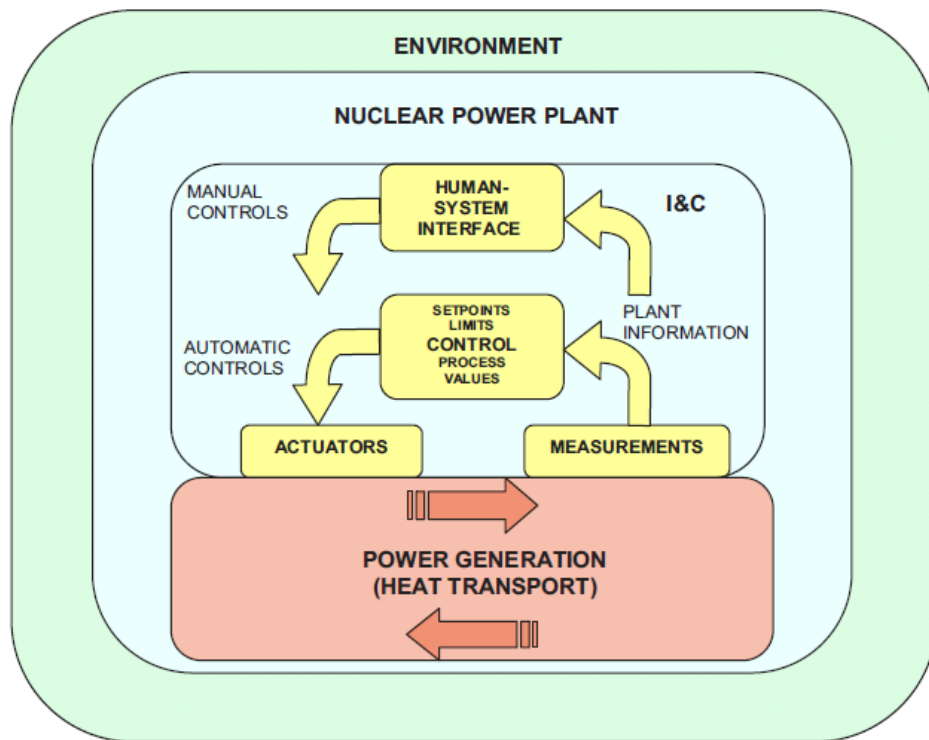 ENVIRONMENT
NUCLEAR POWER PLANT
MANUAL
CONTROLS
HUMAN-
SYSTEM
INTERFACE
I&C
AUTOMATIC
CONTROLS
SETPOINTS
LIMITS
CONTROL
PROCESS
VALUES
PLANT
INFORMATION
ACTUATORS
MEASUREMENTS
POWER GENERATION
(HEAT TRANSPORT)